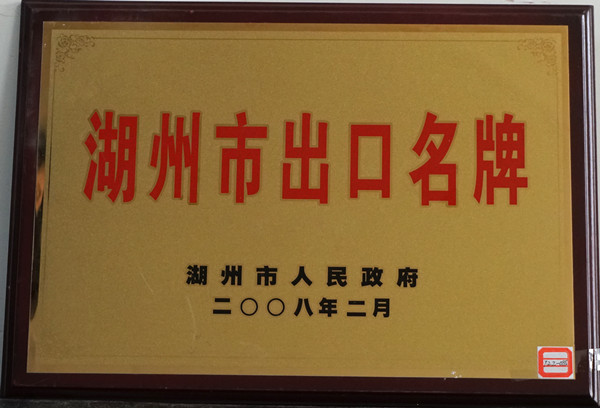 湖州市出口名牌
湖州市人民政府
二〇〇八年二月